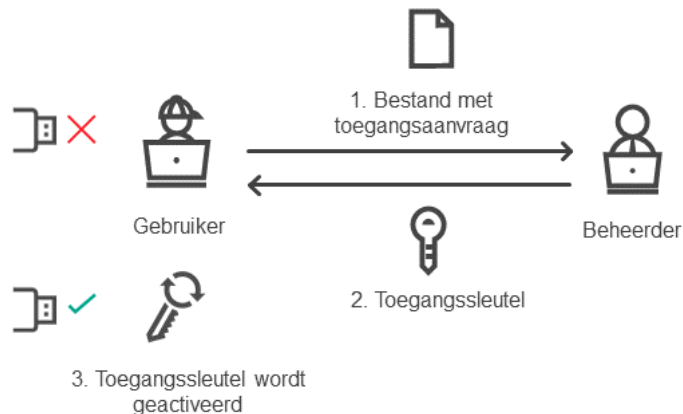 1. Bestand met
toegangsaanvraag
Gebruiker
Beheerder
2. Toegangssleutel
3. Toegangssleutel wordt
geactiveerd